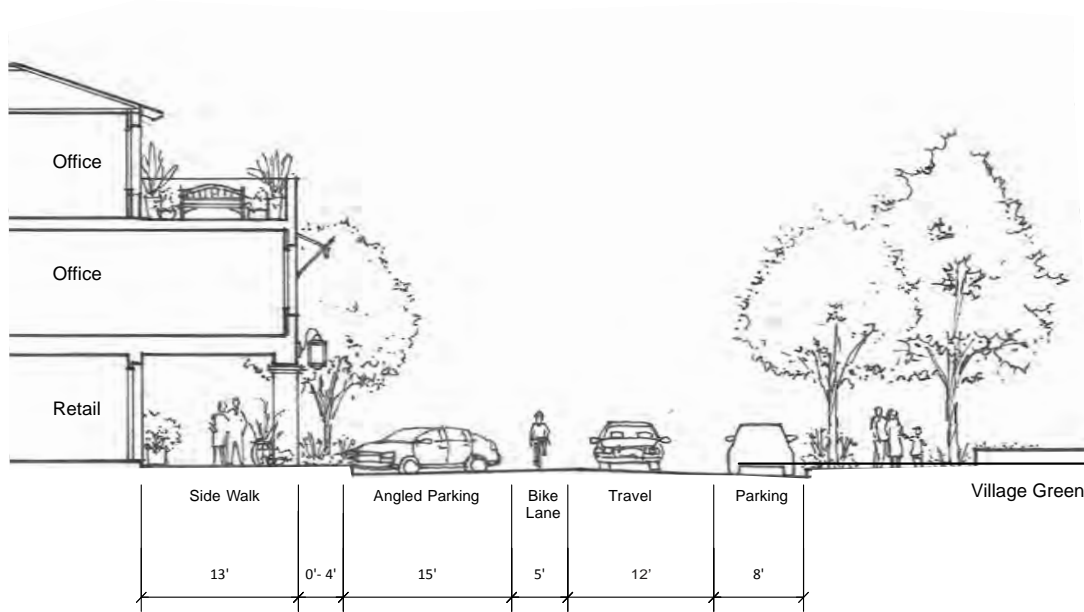 Office
Office
Retail
Side Walk
Angled Parking
Bike
Lane
Travel
Parking
Village Green
13'
0'- 4'
15'
5'
12'
8'